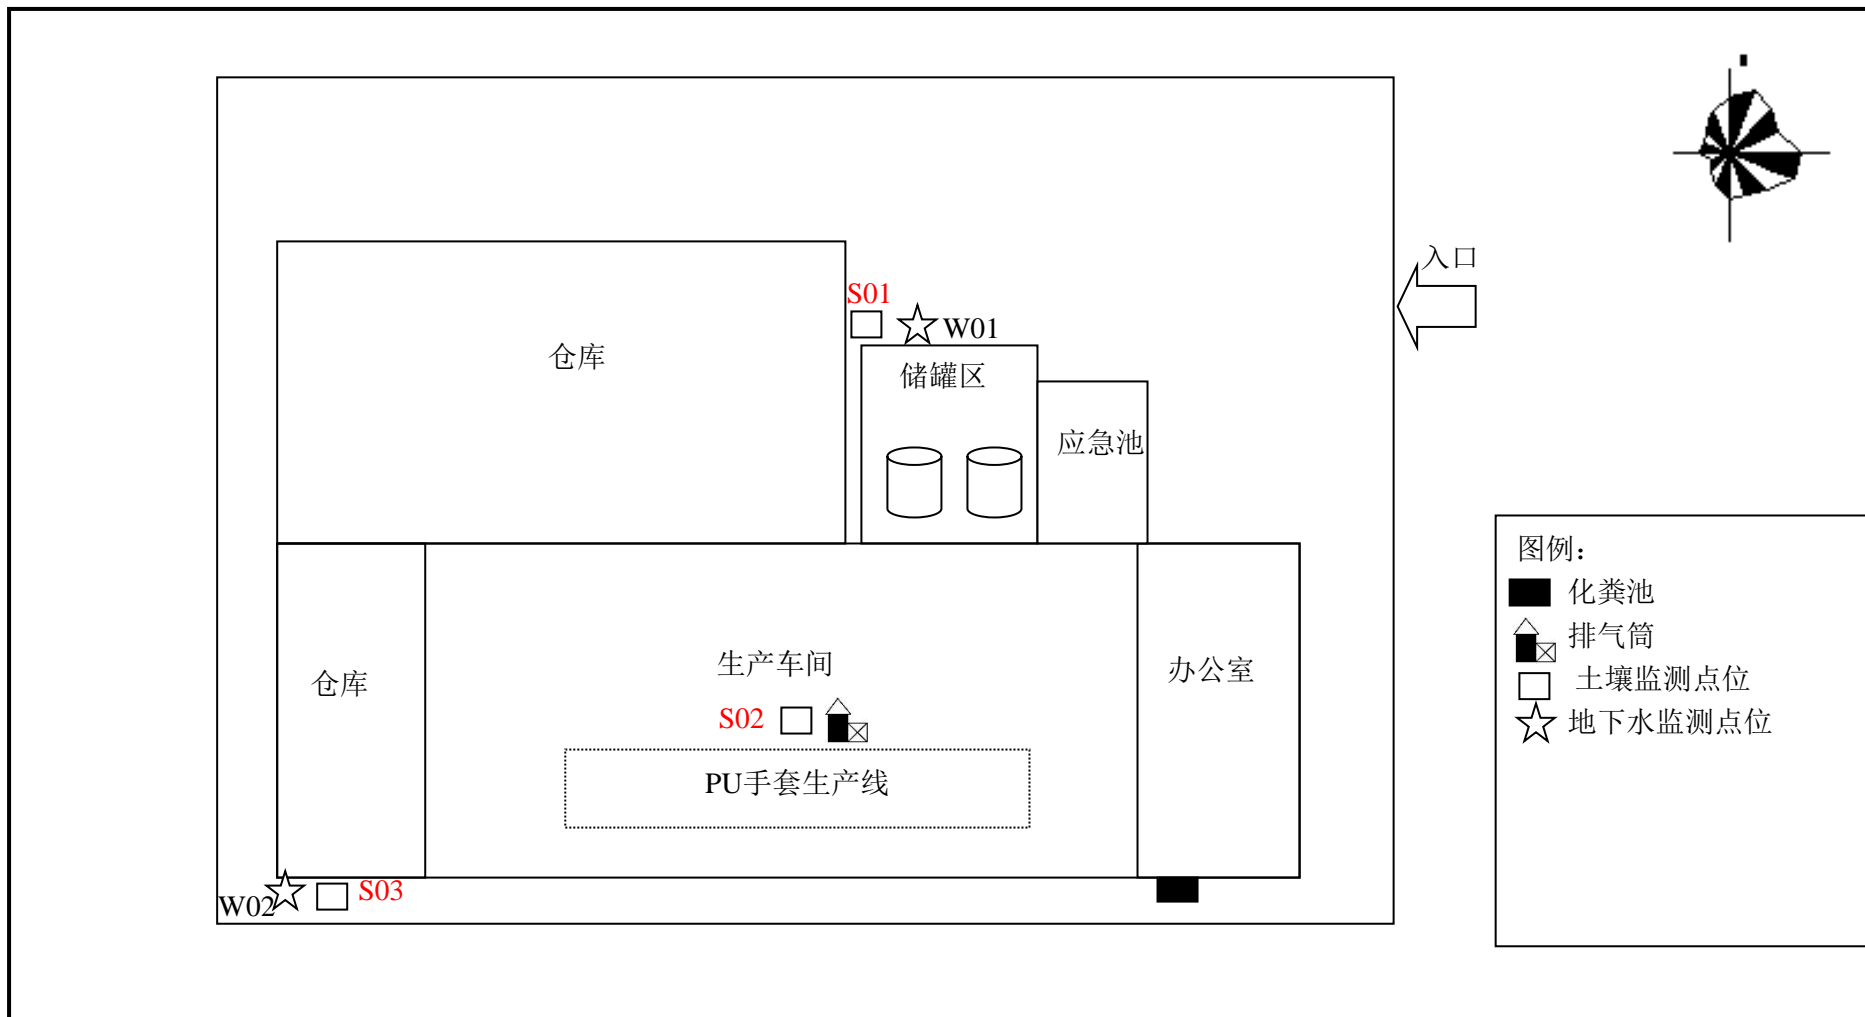 入口
S01
W01
仓库
储罐区
应急池
图例：
化粪池
排气筒
土壤监测点位
地下水监测点位
生产车间
办公室
仓库
S02
PU手套生产线
S03
W02